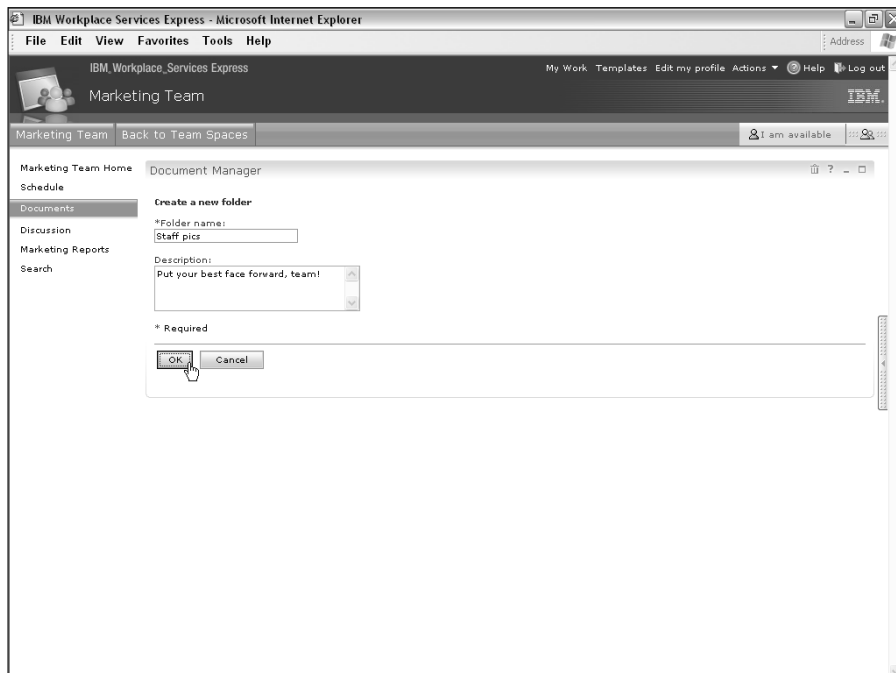 IBM Workplace Services Express - Microsoft Internet Explorer
File Edit View Favorites Tools Help Address
IBM Workplace Services Express My Work Templates Edit my profile Actions ? Help Log out
Marketing Team IBM.
Marketing Team Back to Team Spaces I am available
Marketing Team Home
Schedule
Documents
Discussion
Marketing Reports
Search
Document Manager ?
Create a new folder
*Folder name:
Staff pics
Description:
Put your best face forward, team!
* Required
OK Cancel